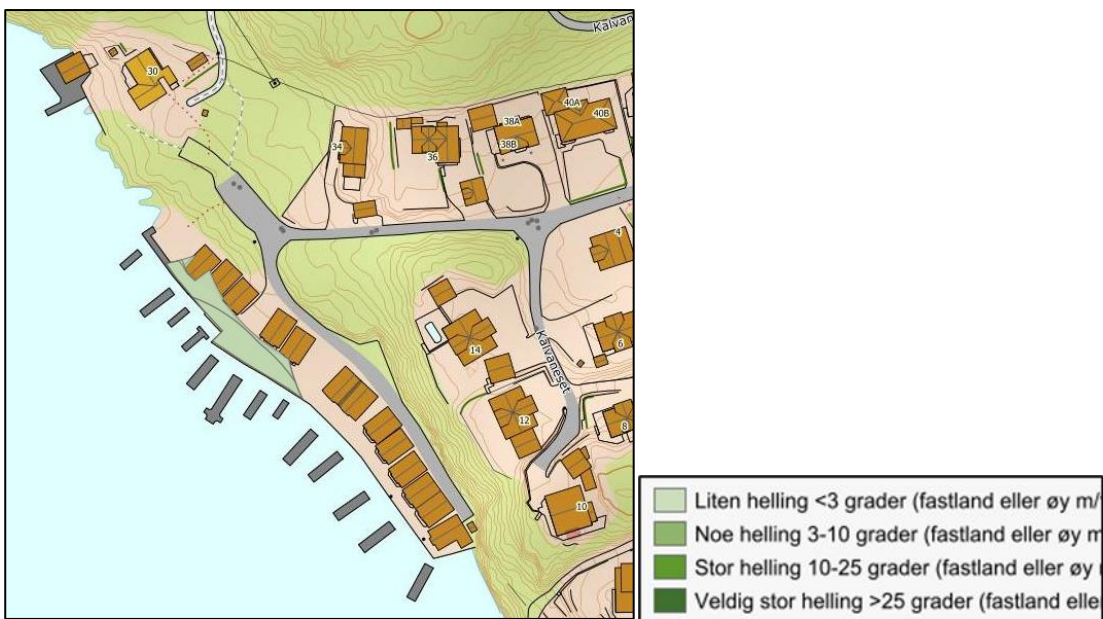 Kalvan
30
40A
40B
38A
38B
34
36
4
14
6
Kalvaneset
12
8
10
Liten helling <3 grader (fastland eller øy m/
Noe helling 3-10 grader (fastland eller øy m
Stor helling 10-25 grader (fastland eller øy
Veldig stor helling >25 grader (fastland elle